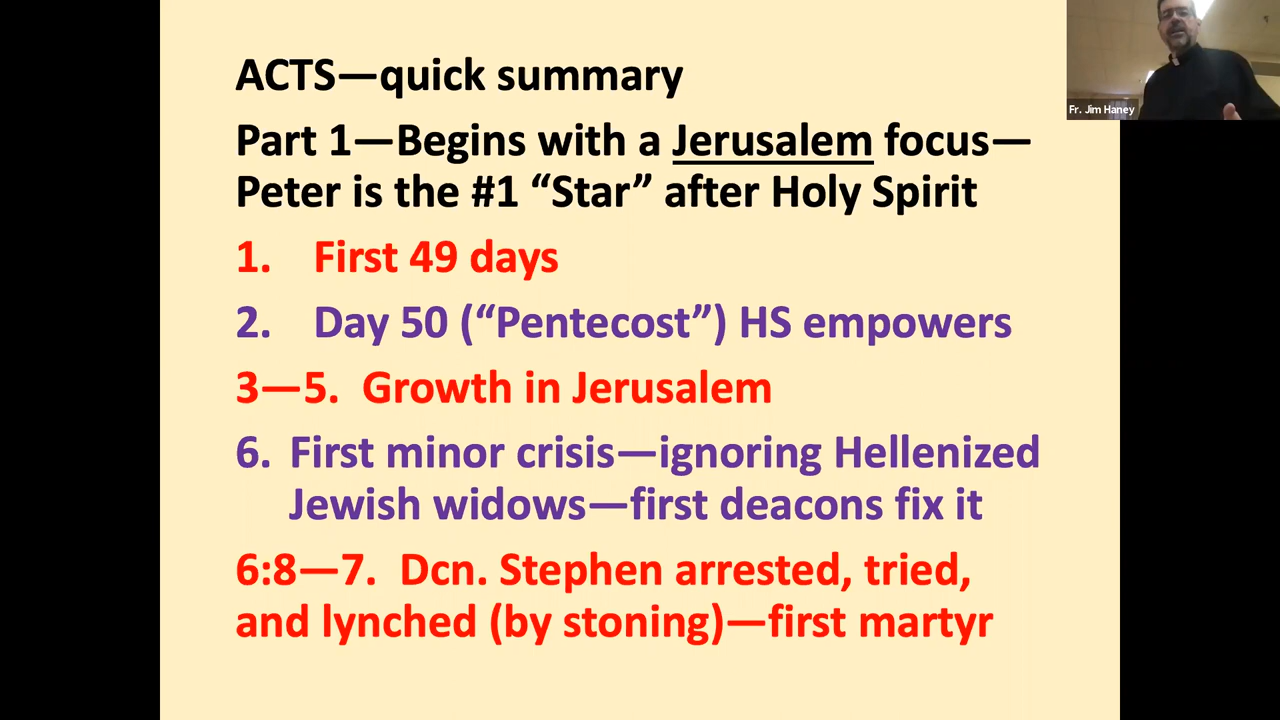 ACTS—quick summary
Part 1—Begins with a Jerusalem focus—
Peter is the #1 “Star” after Holy Spirit
1. First 49 days
2. Day 50 (“Pentecost”) HS empowers
3—5. Growth in Jerusalem
6. First minor crisis—ignoring Hellenized
Jewish widows—first deacons fix it
6:8—7. Dcn. Stephen arrested, tried,
and lynched (by stoning)—first martyr
Fr. Jim Haney